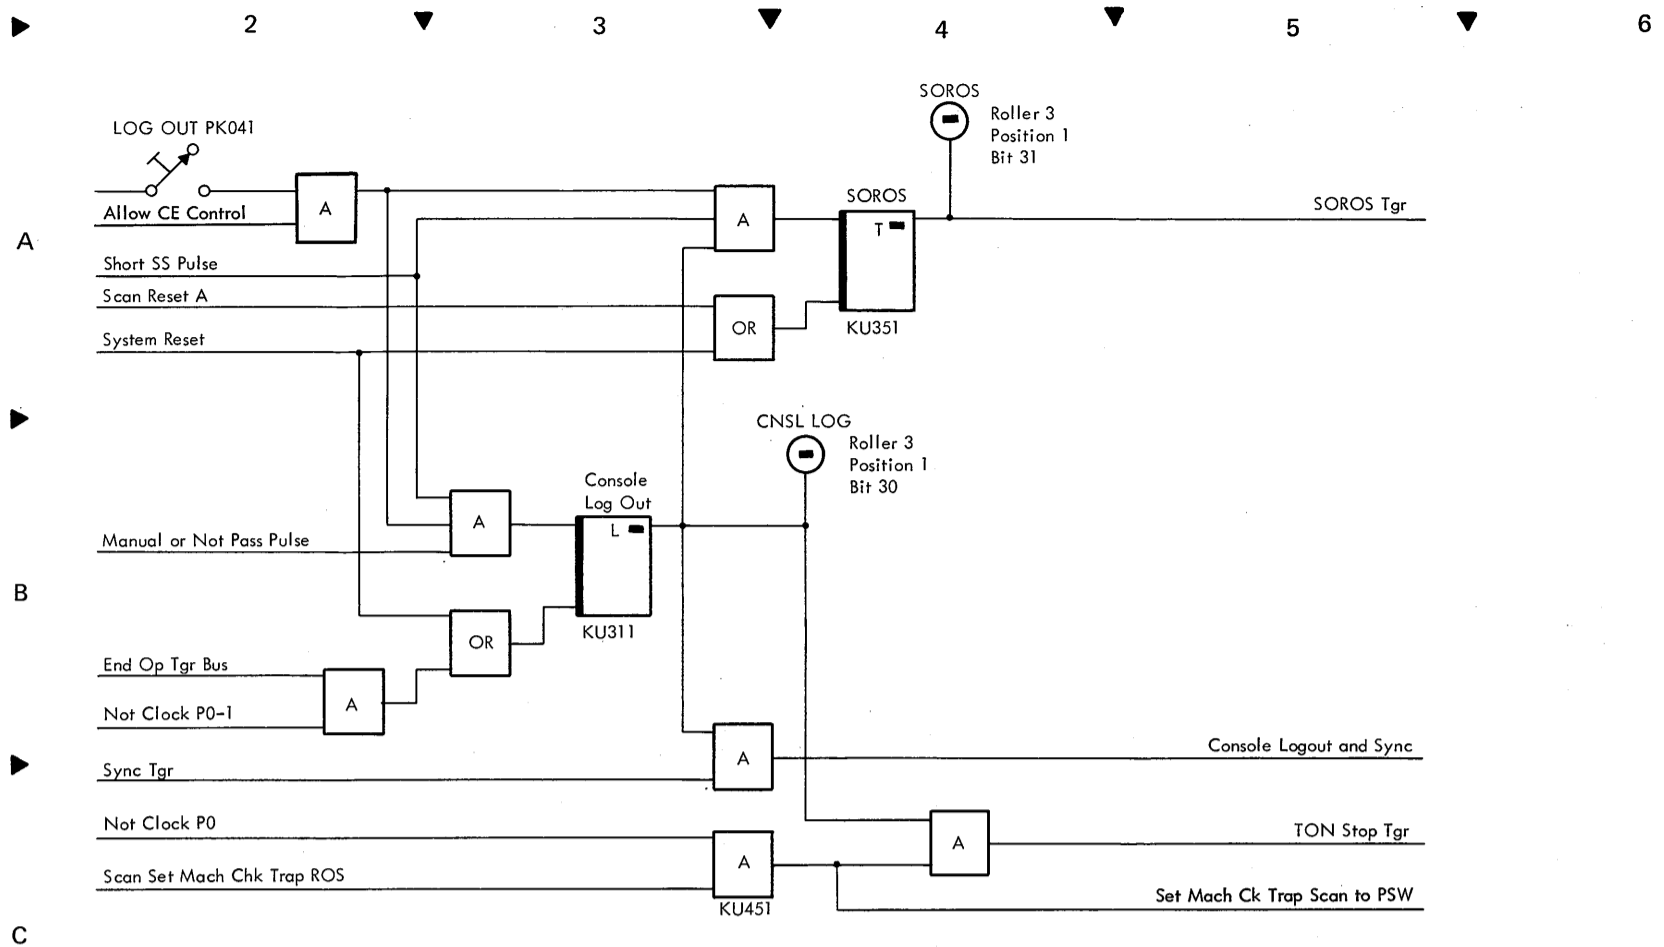 2 3 4 5 6
SOROS
Roller 3
Position 1
Bit 31
LOG OUT PK041
A
Allow CE Control
A
SOROS
T
KU351
SOROS Tgr
A
Short SS Pulse
Scan Reset A
OR
System Reset
CNSL LOG
Roller 3
Position 1
Bit 30
Console
Log Out
L
KU311
A
Manual or Not Pass Pulse
B
OR
End Op Tgr Bus
A
Not Clock P0-1
A
Console Logout and Sync
Sync Tgr
Not Clock P0
A
TON Stop Tgr
A
Scan Set Mach Chk Trap ROS
KU451
Set Mach Ck Trap Scan to PSW
C